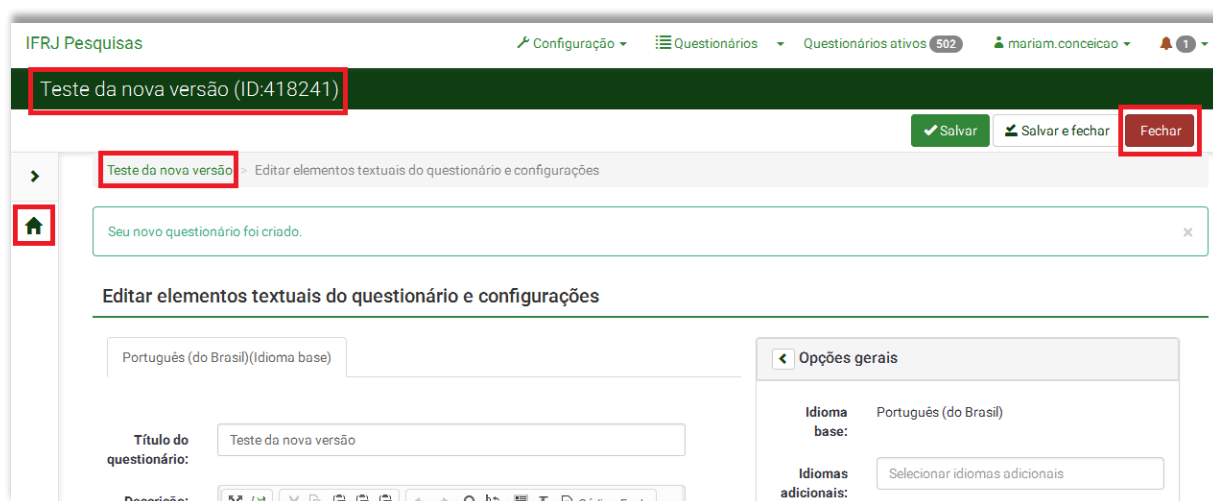 IFRJ Pesquisas Configuração Questionários Questionários ativos 502 mariam.conceicao 1
Teste da nova versão (ID:418241)
Salvar Salvar e fechar Fechar
Teste da nova versão > Editar elementos textuais do questionário e configurações
Seu novo questionário foi criado. ×
Editar elementos textuais do questionário e configurações
Português (do Brasil)(Idioma base)
Opções gerais
Idioma base: Português (do Brasil)
Título do questionário: Teste da nova versão
Idiomas adicionais: Selecionar idiomas adicionais
Descrição: